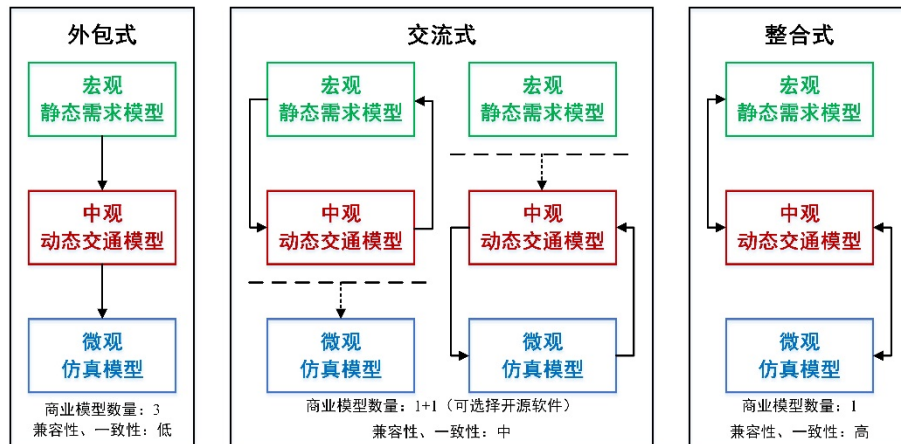 外包式
宏观
静态需求模型
中观
动态交通模型
微观
仿真模型
商业模型数量：3
兼容性、一致性：低
交流式
宏观
静态需求模型
宏观
静态需求模型
中观
动态交通模型
中观
动态交通模型
微观
仿真模型
微观
仿真模型
商业模型数量：1+1（可选择开源软件）
兼容性、一致性：中
整合式
宏观
静态需求模型
中观
动态交通模型
微观
仿真模型
商业模型数量：1
兼容性、一致性：高